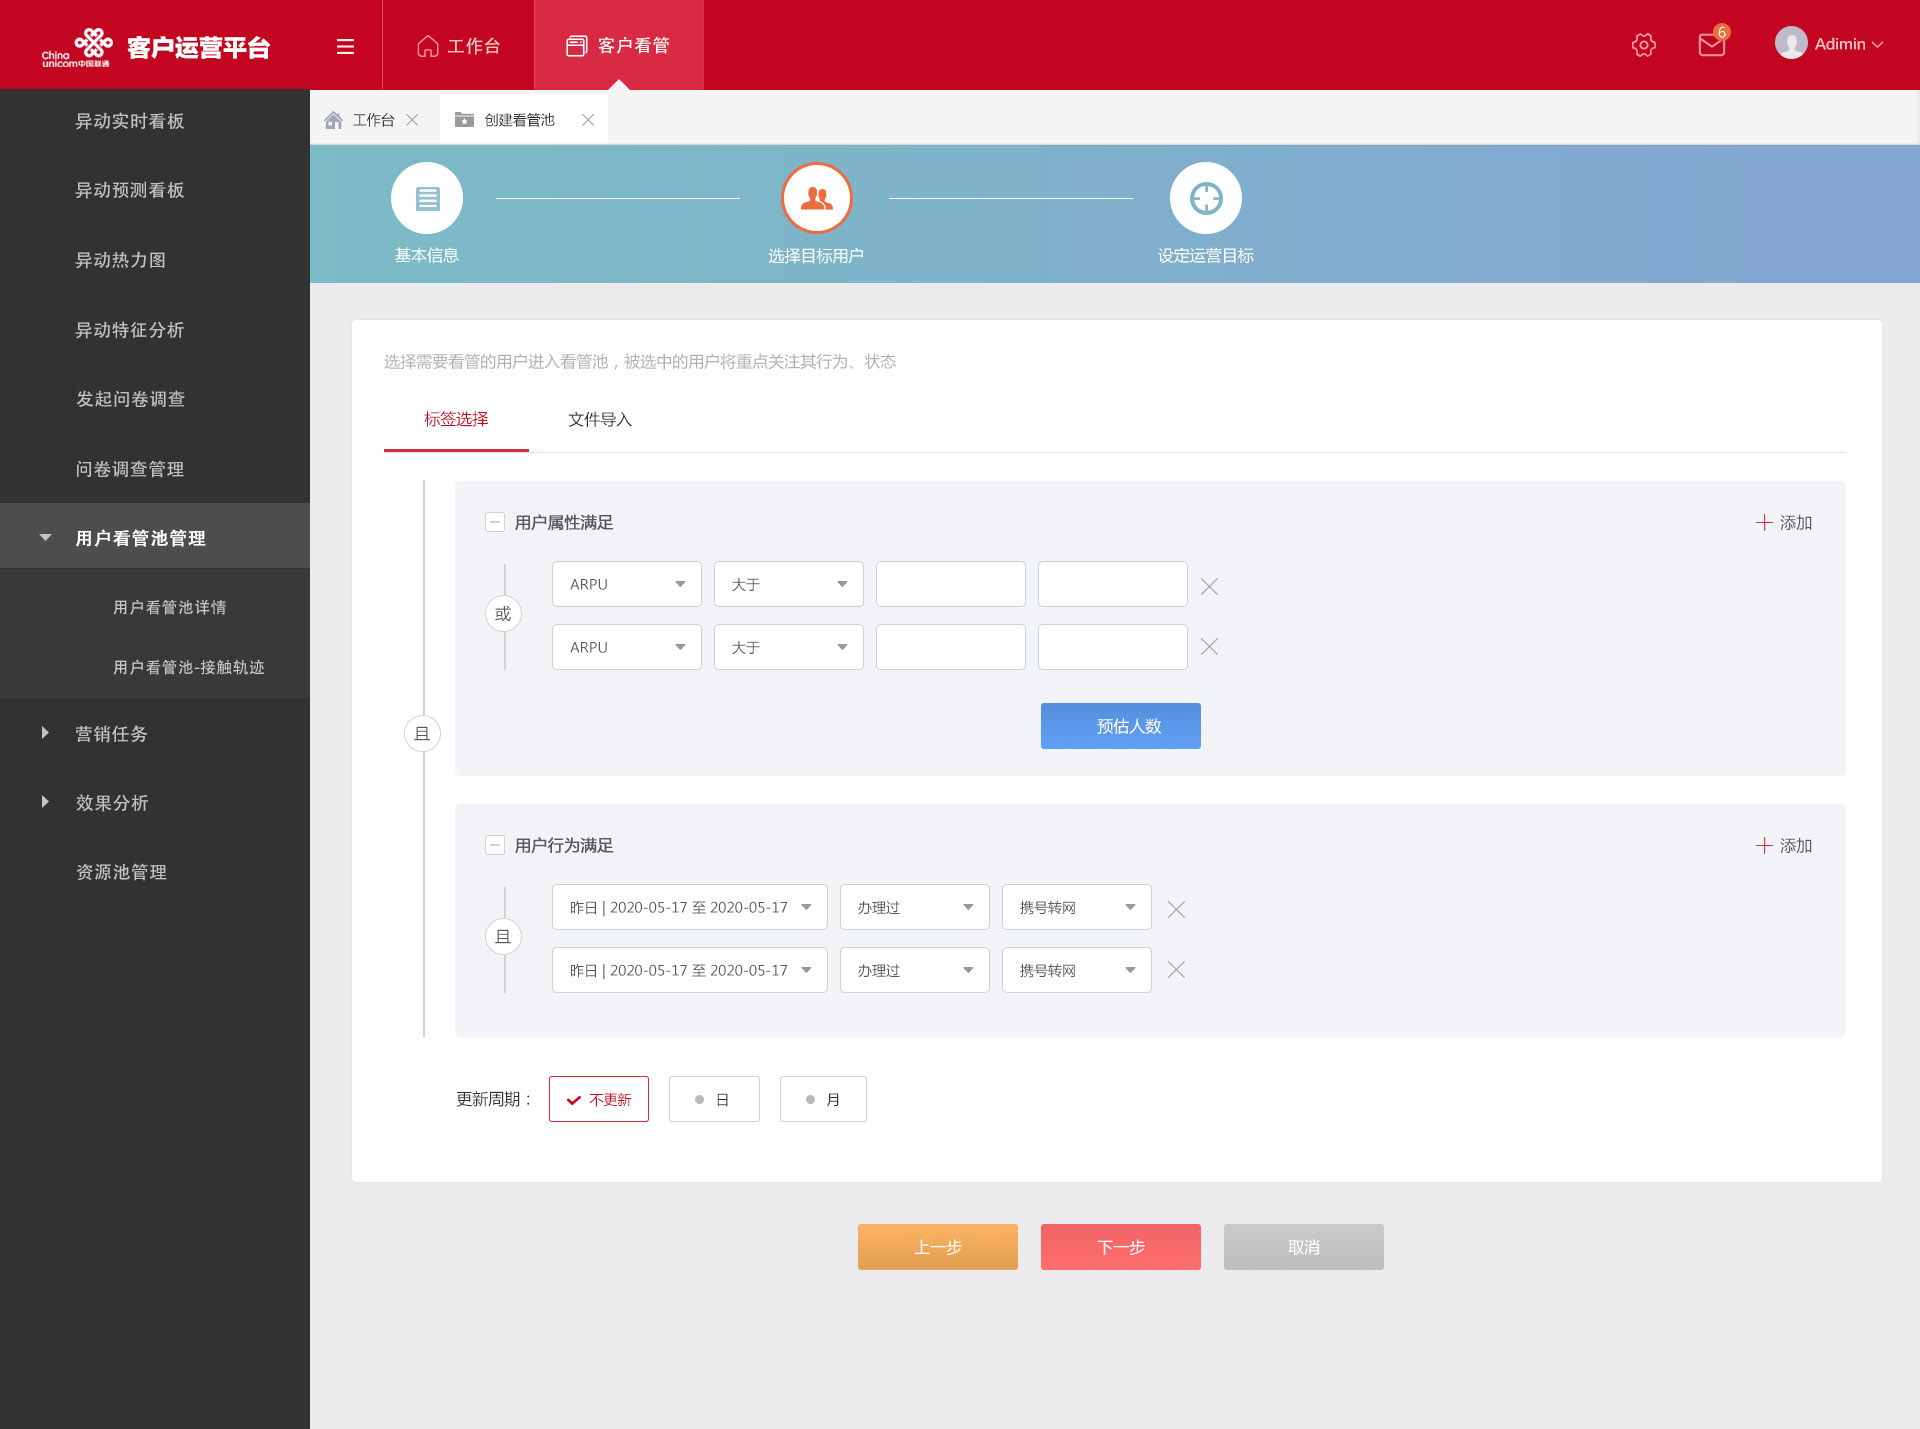 China
unicom中国联通
客户运营平台
工作台
客户看管
6
Adimin
异动实时看板
异动预测看板
异动热力图
异动特征分析
发起问卷调查
问卷调查管理
用户看管池管理
用户看管池详情
用户看管池-接触轨迹
营销任务
效果分析
资源池管理
工作台
创建看管池
基本信息
选择目标用户
设定运营目标
选择需要看管的用户进入看管池，被选中的用户将重点关注其行为、状态
标签选择
文件导入
且
用户属性满足
添加
或
ARPU 大于
ARPU 大于
预估人数
用户行为满足
添加
且
昨日 | 2020-05-17 至 2020-05-17 办理过 携号转网
昨日 | 2020-05-17 至 2020-05-17 办理过 携号转网
更新周期： 不更新 日 月
上一步 下一步 取消